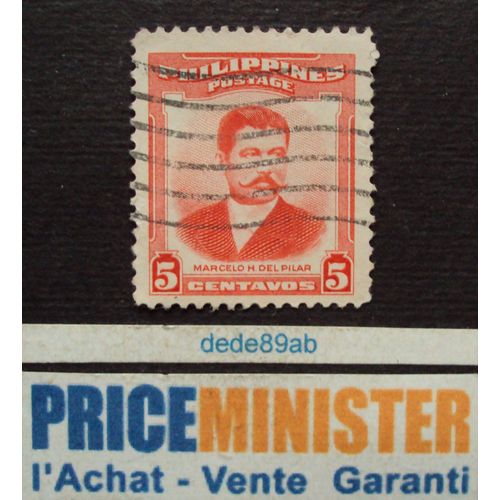 PHILIPPINES
POSTAGE
MARCELO H. DEL PILAR
5 CENTAVOS 5
dede89ab
PRICEMINISTER
l'Achat - Vente Garanti